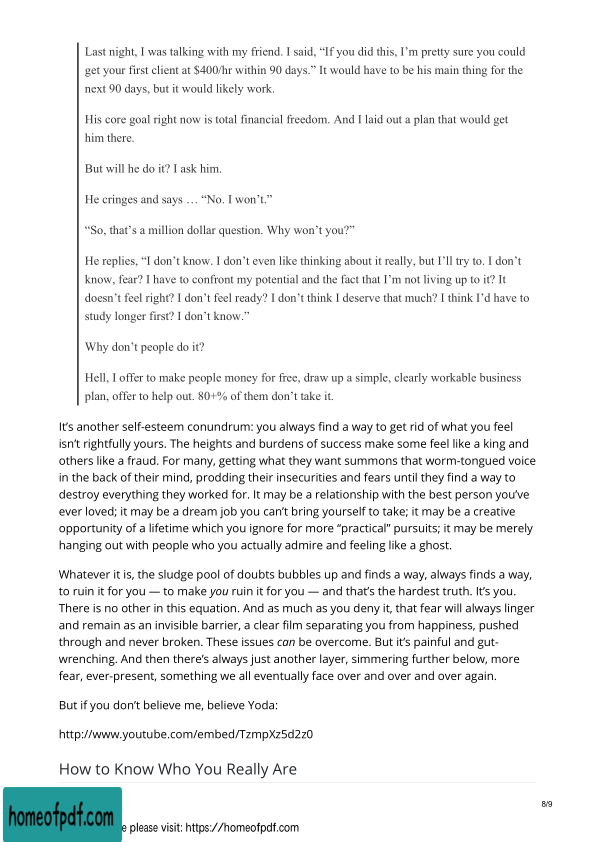 Last night, I was talking with my friend. I said, “If you did this, I’m pretty sure you could
get your first client at $400/hr within 90 days.” It would have to be his main thing for the
next 90 days, but it would likely work.
His core goal right now is total financial freedom. And I laid out a plan that would get
him there.
But will he do it? I ask him.
He cringes and says … “No. I won’t.”
“So, that’s a million dollar question. Why won’t you?”
He replies, “I don’t know. I don’t even like thinking about it really, but I’ll try to. I don’t
know, fear? I have to confront my potential and the fact that I’m not living up to it? It
doesn’t feel right? I don’t feel ready? I don’t think I deserve that much? I think I’d have to
study longer first? I don’t know.”
Why don’t people do it?
Hell, I offer to make people money for free, draw up a simple, clearly workable business
plan, offer to help out. 80+% of them don’t take it.
It’s another self-esteem conundrum: you always find a way to get rid of what you feel
isn’t rightfully yours. The heights and burdens of success make some feel like a king and
others like a fraud. For many, getting what they want summons that worm-tongued voice
in the back of their mind, prodding their insecurities and fears until they find a way to
destroy everything they worked for. It may be a relationship with the best person you’ve
ever loved; it may be a dream job you can’t bring yourself to take; it may be a creative
opportunity of a lifetime which you ignore for more “practical” pursuits; it may be merely
hanging out with people who you actually admire and feeling like a ghost.
Whatever it is, the sludge pool of doubts bubbles up and finds a way, always finds a way,
to ruin it for you — to make you ruin it for you — and that’s the hardest truth. It’s you.
There is no other in this equation. And as much as you deny it, that fear will always linger
and remain as an invisible barrier, a clear film separating you from happiness, pushed
through and never broken. These issues can be overcome. But it’s painful and gut-
wrenching. And then there’s always just another layer, simmering further below, more
fear, ever-present, something we all eventually face over and over and over again.
But if you don’t believe me, believe Yoda:
http://www.youtube.com/embed/TzmpXz5d2z0
How to Know Who You Really Are
8/9
homeofpdf.com
e please visit: https://homeofpdf.com